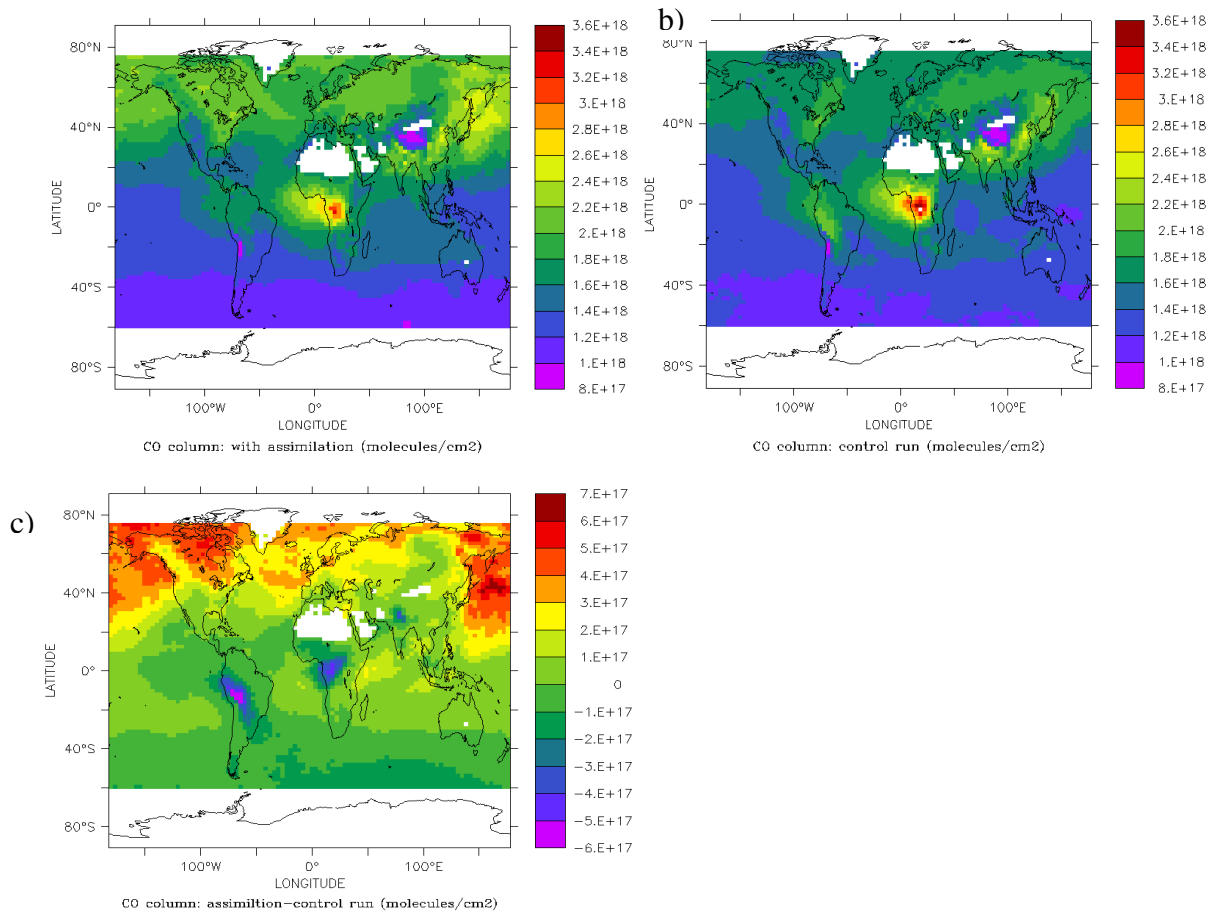 80°N
40°N
0°
40°S
80°S
LATITUDE
100°W 0° 100°E
LONGITUDE
3.6E+18
3.4E+18
3.2E+18
3.E+18
2.8E+18
2.6E+18
2.4E+18
2.2E+18
2.E+18
1.8E+18
1.6E+18
1.4E+18
1.2E+18
1.E+18
8.E+17
CO column: with assimilation (molecules/cm2)
b)
80°N
40°N
0°
40°S
80°S
LATITUDE
100°W 0° 100°E
LONGITUDE
3.6E+18
3.4E+18
3.2E+18
3.E+18
2.8E+18
2.6E+18
2.4E+18
2.2E+18
2.E+18
1.8E+18
1.6E+18
1.4E+18
1.2E+18
1.E+18
8.E+17
CO column: control run (molecules/cm2)
c)
80°N
40°N
0°
40°S
80°S
LATITUDE
100°W 0° 100°E
LONGITUDE
7.E+17
6.E+17
5.E+17
4.E+17
3.E+17
2.E+17
1.E+17
0
-1.E+17
-2.E+17
-3.E+17
-4.E+17
-5.E+17
-6.E+17
CO column: assimiltion-control run (molecules/cm2)